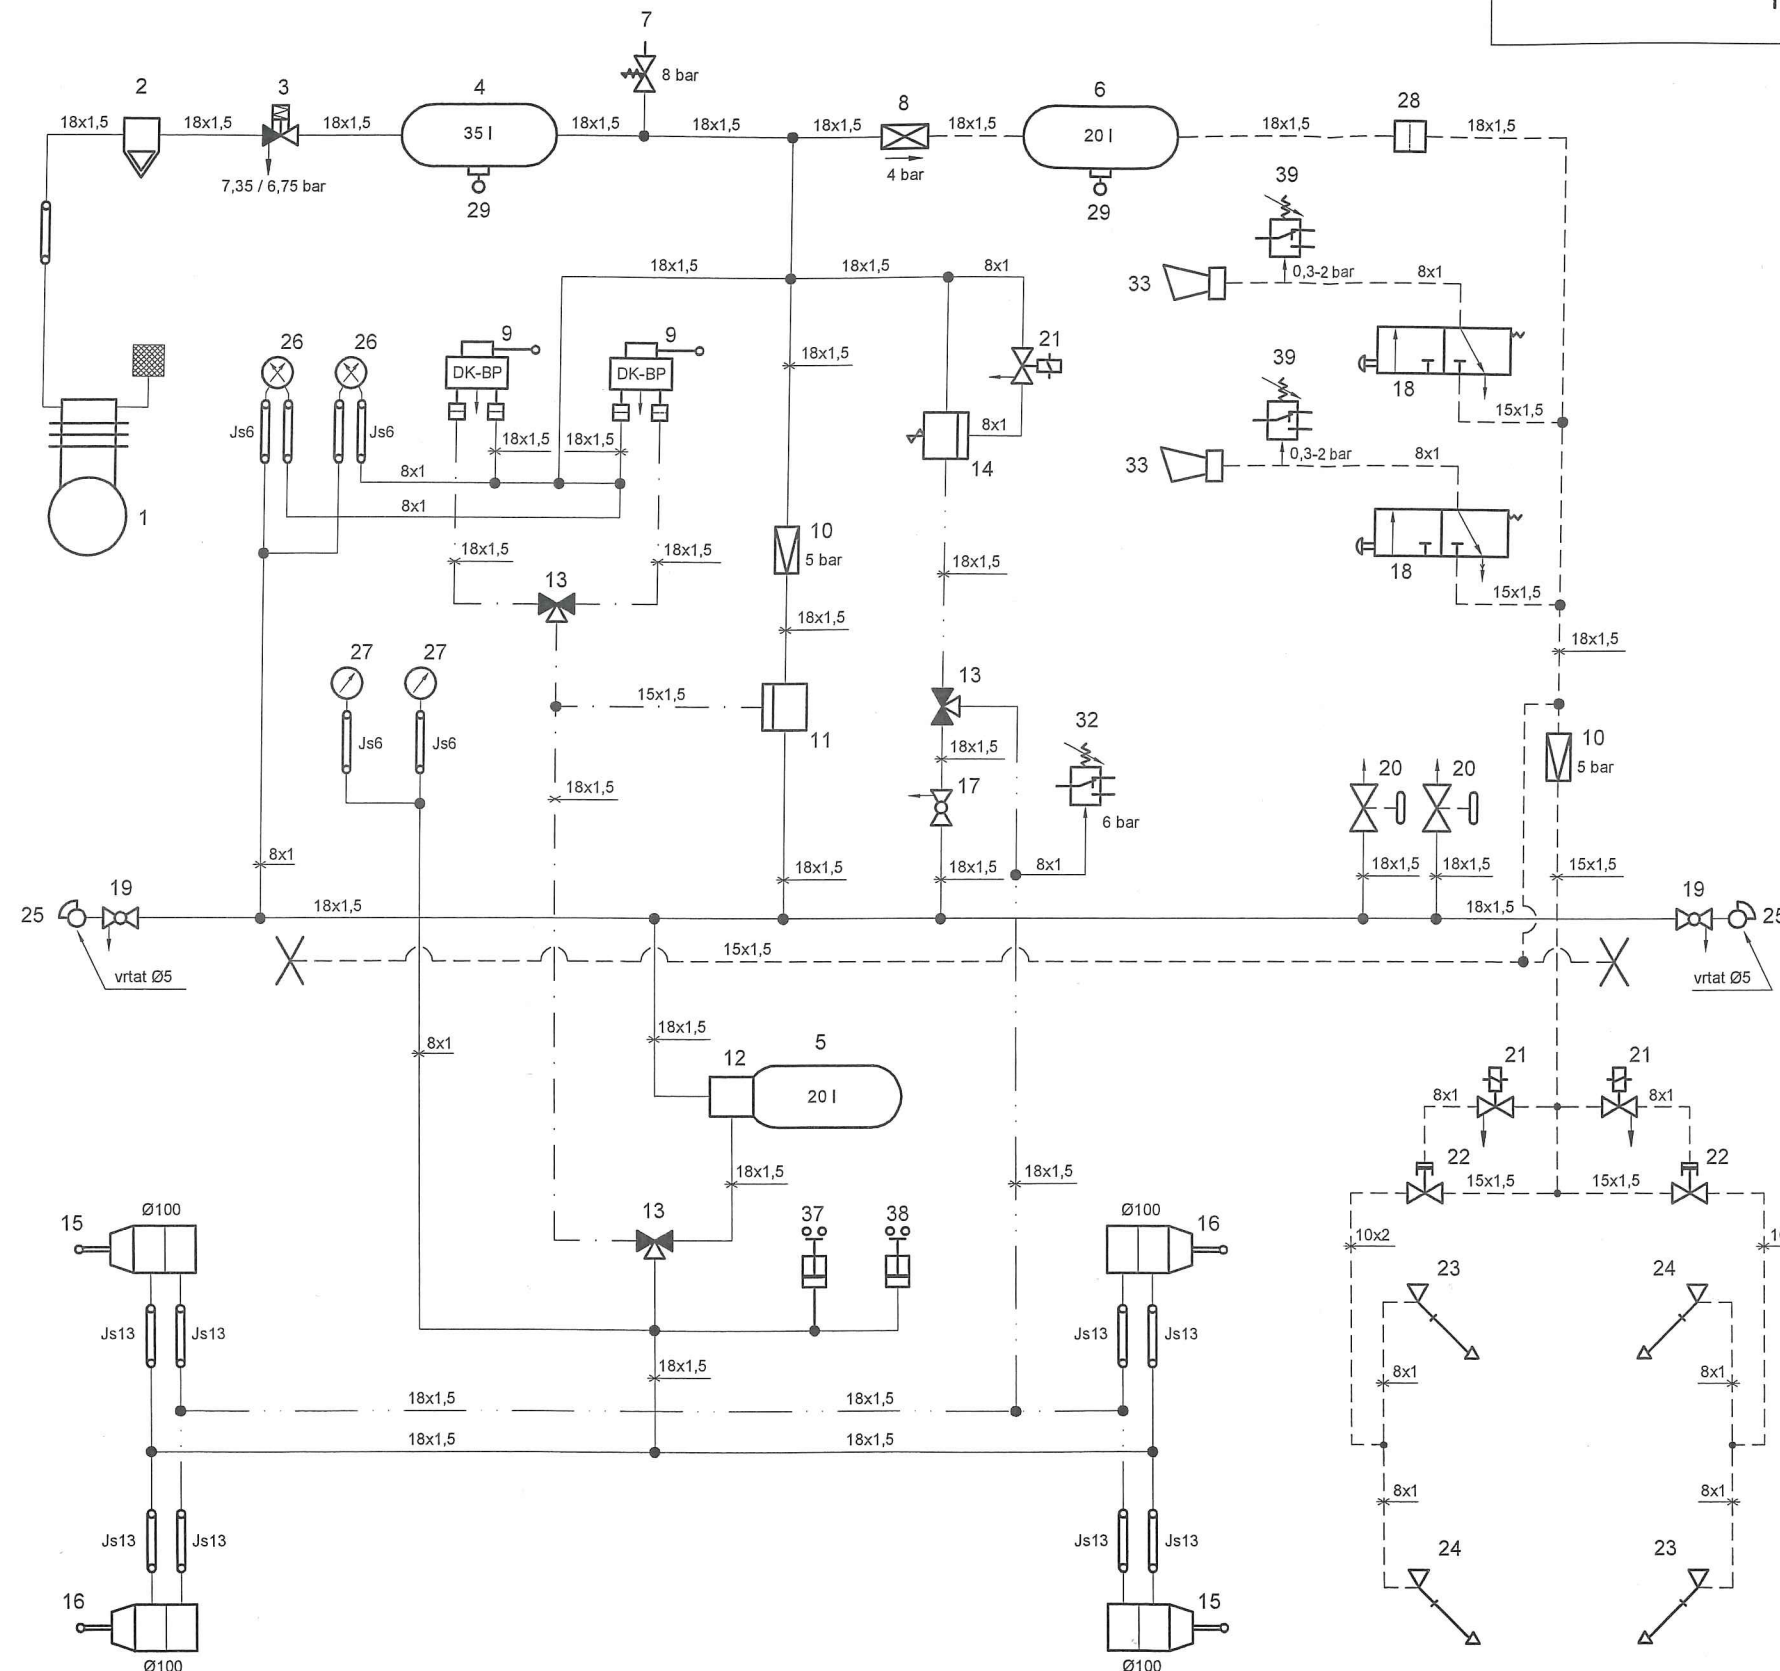 7
2
3
4
8
6
28
8 bar
18x1,5
18x1,5
18x1,5
18x1,5
18x1,5
18x1,5
18x1,5
18x1,5
18x1,5
35 l
20 l
7,35 / 6,75 bar
4 bar
29
29
39
18x1,5
18x1,5
8x1
33
0,3-2 bar
8x1
26
26
9
9
21
18x1,5
DK-BP
DK-BP
39
18
15x1,5
Js6
Js6
18x1,5
18x1,5
8x1
14
0,3-2 bar
8x1
33
8x1
8x1
1
10
5 bar
18x1,5
18x1,5
18x1,5
18
15x1,5
13
18x1,5
18x1,5
27
27
13
15x1,5
Js6
Js6
11
18x1,5
32
10
5 bar
18x1,5
17
20
20
6 bar
8x1
18x1,5
18x1,5
8x1
18x1,5
18x1,5
15x1,5
25
19
18x1,5
18x1,5
19
25
15x1,5
vrtat Ø5
vrtat Ø5
18x1,5
8x1
12
5
20 l
21
21
8x1
8x1
18x1,5
18x1,5
22
22
15x1,5
15x1,5
15
Ø100
13
37
38
Ø100
16
10x2
23
24
Js13
Js13
Js13
Js13
18x1,5
8x1
8x1
18x1,5
18x1,5
18x1,5
18x1,5
8x1
8x1
Js13
Js13
Js13
Js13
24
23
16
15
Ø100
Ø100